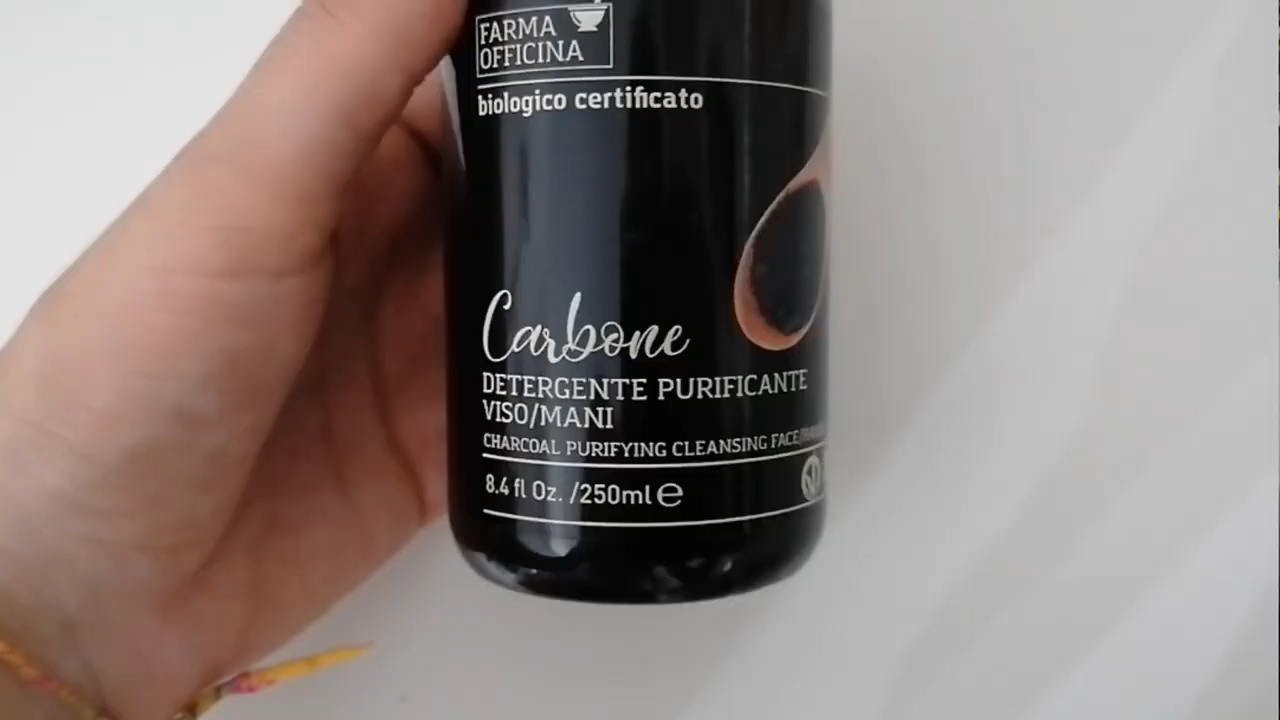 FARMA
OFFICINA
biologico certificato
Carbone
DETERGENTE PURIFICANTE
VISO/MANI
CHARCOAL PURIFYING CLEANSING FACE/
8.4 fl Oz. /250ml ℮